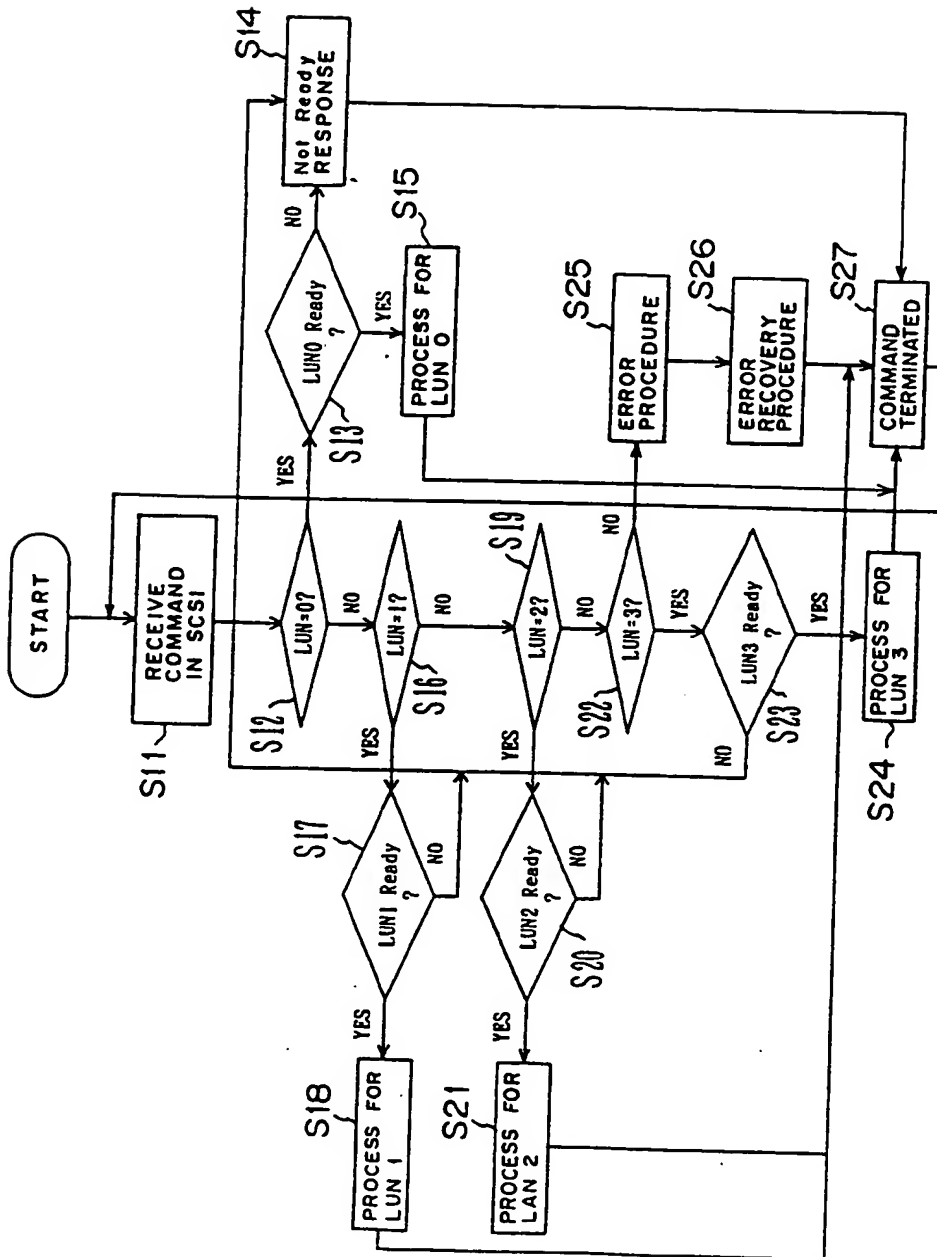 START
S11
RECEIVE
COMMAND
IN SCSI
S12
LUN=0?
YES
NO
S13
LUN0 Ready
?
NO
YES
S14
Not Ready
RESPONSE
S15
PROCESS FOR
LUN 0
S16
LUN=1?
YES
NO
S17
LUN1 Ready
?
NO
YES
S18
PROCESS FOR
LUN 1
S19
LUN=2?
YES
NO
S20
LUN2 Ready
?
NO
YES
S21
PROCESS FOR
LAN 2
S22
LUN=3?
NO
YES
S23
LUN3 Ready
?
NO
YES
S24
PROCESS FOR
LUN 3
S25
ERROR
PROCEDURE
S26
ERROR
RECOVERY
PROCEDURE
S27
COMMAND
TERMINATED